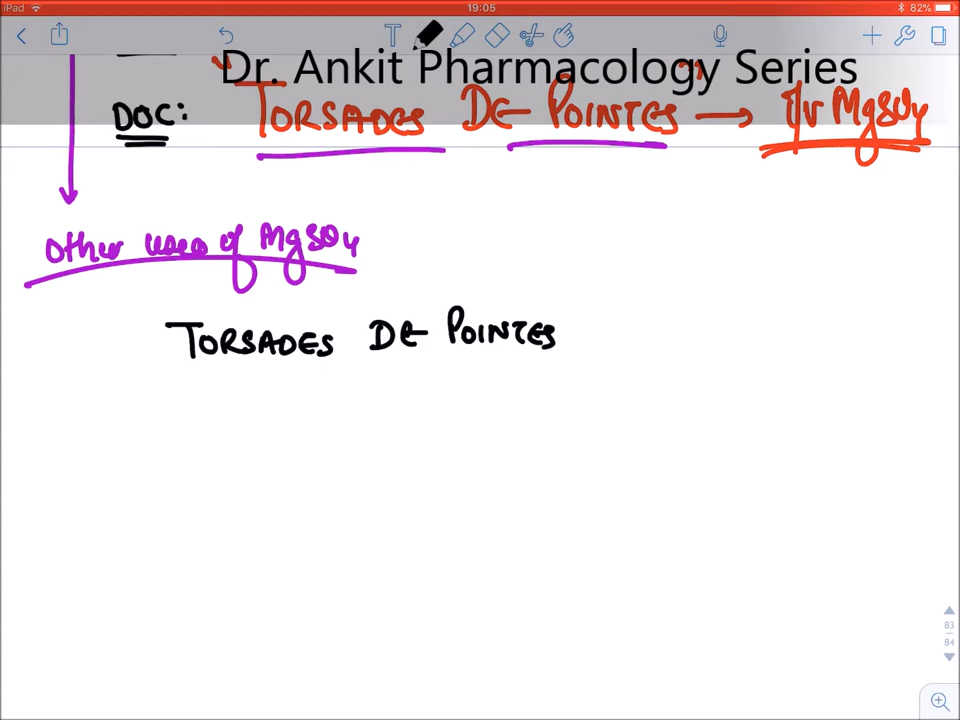 iPad 19:05 82%
T
Dr. Ankit Pharmacology Series
DOC: "TORSADES DE POINTES" → I/V MgSO4
Other uses of MgSO4
TORSADES DE POINTES
83
84